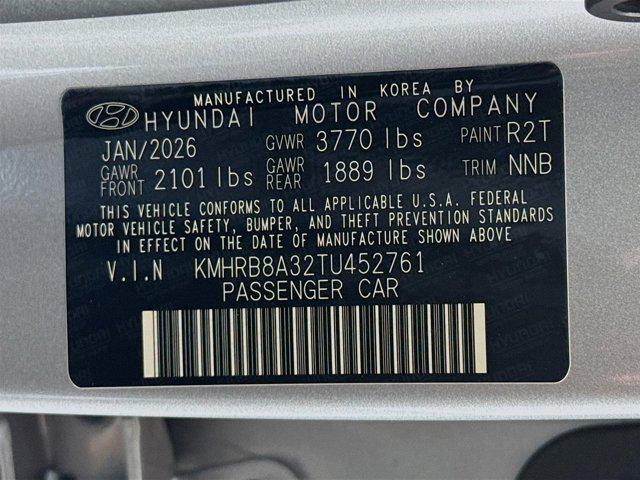 MANUFACTURED IN KOREA BY
HYUNDAI MOTOR COMPANY
JAN/2026 GVWR 3770 lbs PAINT R2T
GAWR FRONT 2101 lbs GAWR REAR 1889 lbs TRIM NNB
THIS VEHICLE CONFORMS TO ALL APPLICABLE U.S.A. FEDERAL
MOTOR VEHICLE SAFETY, BUMPER, AND THEFT PREVENTION STANDARDS
IN EFFECT ON THE DATE OF MANUFACTURE SHOWN ABOVE
V.I.N KMHRB8A32TU452761
PASSENGER CAR